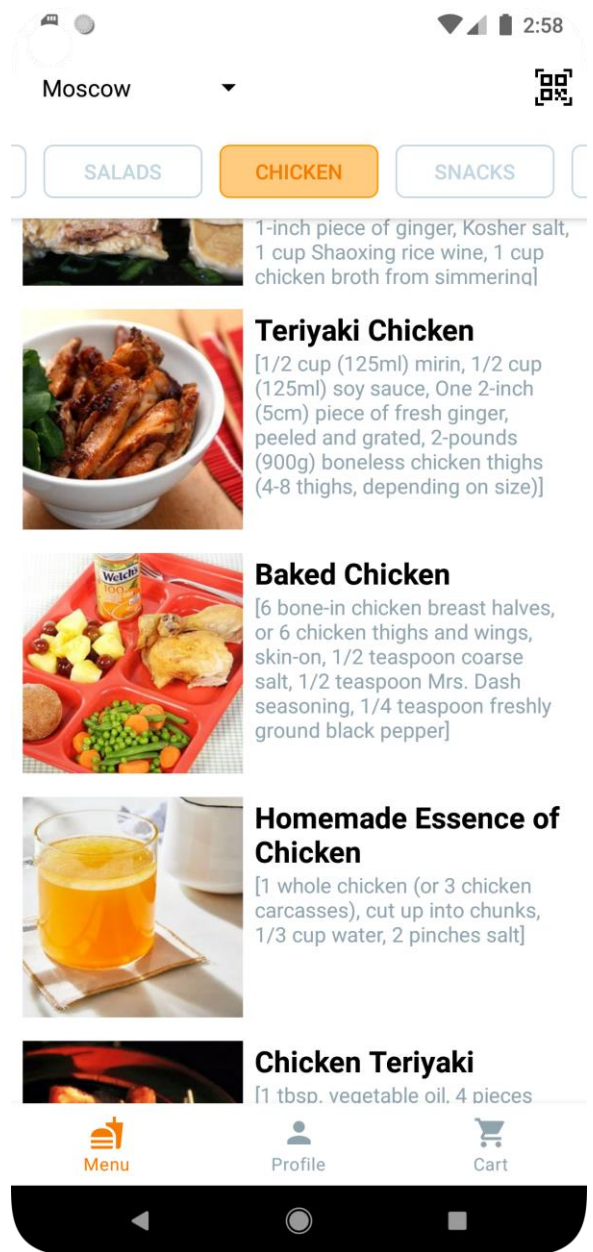 2:58
Moscow
SALADS
CHICKEN
SNACKS
1-inch piece of ginger, Kosher salt,
1 cup Shaoxing rice wine, 1 cup
chicken broth from simmering]
Teriyaki Chicken
[1/2 cup (125ml) mirin, 1/2 cup
(125ml) soy sauce, One 2-inch
(5cm) piece of fresh ginger,
peeled and grated, 2-pounds
(900g) boneless chicken thighs
(4-8 thighs, depending on size)]
Welch's
100
Baked Chicken
[6 bone-in chicken breast halves,
or 6 chicken thighs and wings,
skin-on, 1/2 teaspoon coarse
salt, 1/2 teaspoon Mrs. Dash
seasoning, 1/4 teaspoon freshly
ground black pepper]
Homemade Essence of
Chicken
[1 whole chicken (or 3 chicken
carcasses), cut up into chunks,
1/3 cup water, 2 pinches salt]
Chicken Teriyaki
[1 tbsp. vegetable oil, 4 pieces
Menu
Profile
Cart